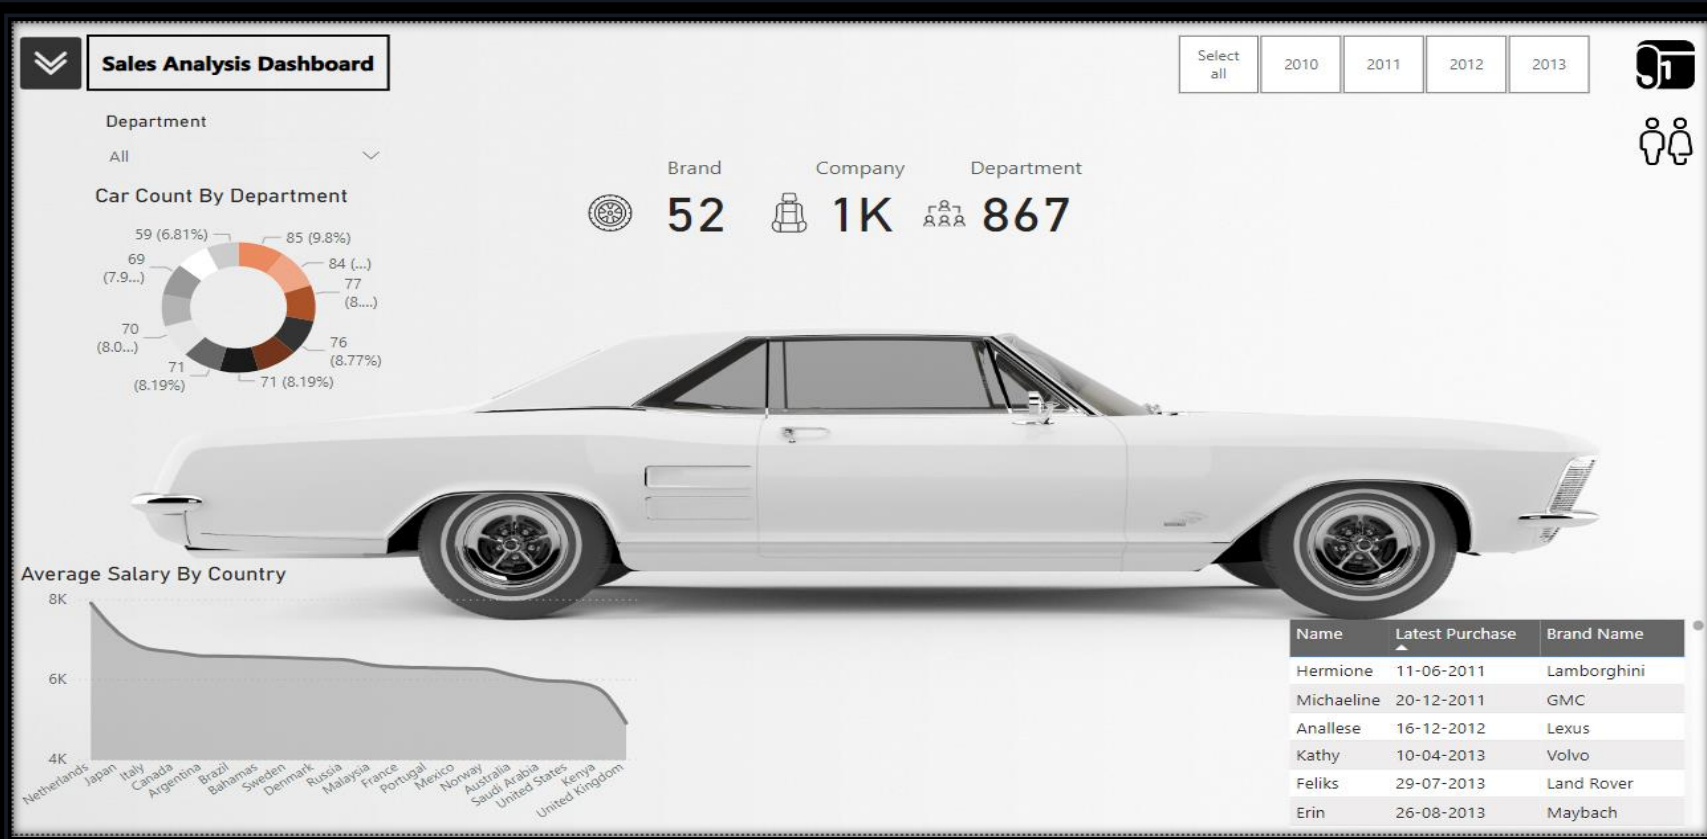 Sales Analysis Dashboard
Select all
2010
2011
2012
2013
Department
All
Car Count By Department
59 (6.81%)
85 (9.8%)
69 (7.9...)
84 (...)
77 (8....)
70 (8.0...)
76 (8.77%)
71 (8.19%)
71 (8.19%)
Brand
52
Company
1K
Department
867
Average Salary By Country
8K
6K
4K
Netherlands
Japan
Italy
Canada
Argentina
Brazil
Bahamas
Sweden
Denmark
Russia
Malaysia
France
Portugal
Mexico
Norway
Australia
Saudi Arabia
United States
Kenya
United Kingdom
Name Latest Purchase Brand Name
Hermione 11-06-2011 Lamborghini
Michaeline 20-12-2011 GMC
Anallese 16-12-2012 Lexus
Kathy 10-04-2013 Volvo
Feliks 29-07-2013 Land Rover
Erin 26-08-2013 Maybach